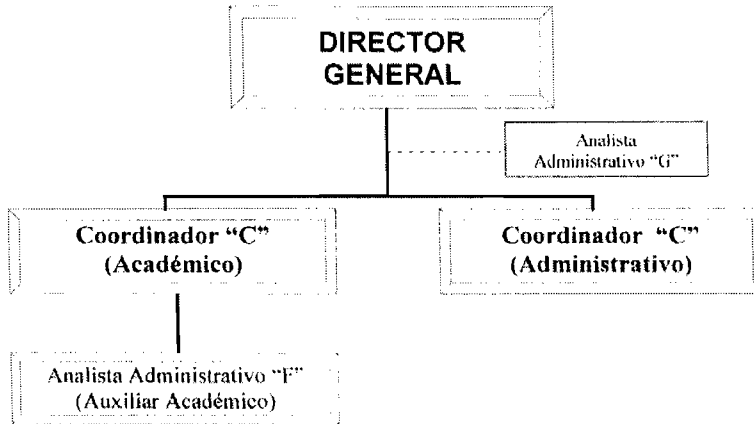 DIRECTOR
GENERAL
Analista
Administrativo "G"
Coordinador “C”
(Académico)
Coordinador “C”
(Administrativo)
Analista Administrativo “F”
(Auxiliar Académico)